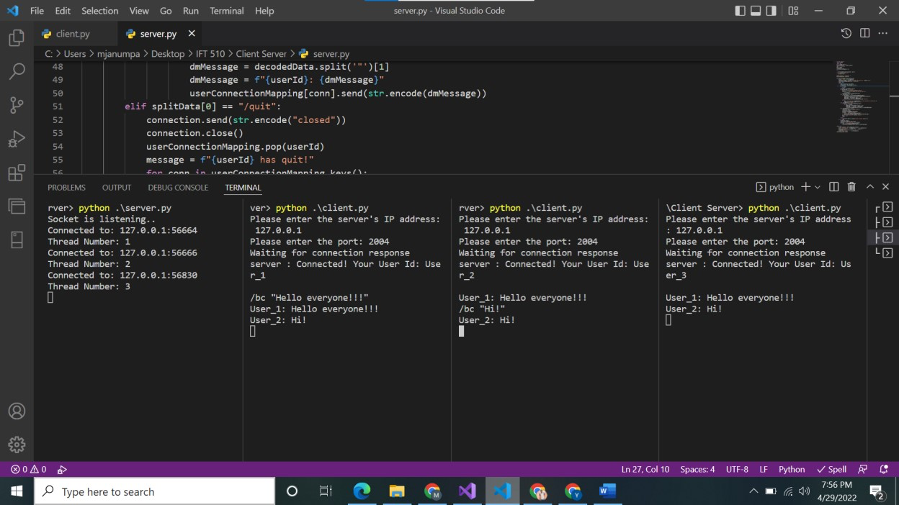 File Edit Selection View Go Run Terminal Help
server.py - Visual Studio Code
client.py
server.py
C: > Users > mjanumpa > Desktop > IFT 510 > Client Server > server.py
48 dmMessage = decodedData.split('"')[1]
49 dmMessage = f"{userId}: {dmMessage}"
50 userConnectionMapping[conn].send(str.encode(dmMessage))
51 elif splitData[0] == "/quit":
52 connection.send(str.encode("closed"))
53 connection.close()
54 userConnectionMapping.pop(userId)
55 message = f"{userId} has quit!"
56 for conn in userConnectionMapping.keys():
PROBLEMS OUTPUT DEBUG CONSOLE TERMINAL
python
rver> python .\server.py
Socket is listening..
Connected to: 127.0.0.1:56664
Thread Number: 1
Connected to: 127.0.0.1:56666
Thread Number: 2
Connected to: 127.0.0.1:56830
Thread Number: 3
ver> python .\client.py
Please enter the server's IP address:
127.0.0.1
Please enter the port: 2004
Waiting for connection response
server : Connected! Your User Id: Use
r_1
/bc "Hello everyone!!!"
User_1: Hello everyone!!!
User_2: Hi!
rver> python .\client.py
Please enter the server's IP address:
127.0.0.1
Please enter the port: 2004
Waiting for connection response
server : Connected! Your User Id: Use
r_2
User_1: Hello everyone!!!
/bc "Hi!"
User_2: Hi!
\Client Server> python .\client.py
Please enter the server's IP address
: 127.0.0.1
Please enter the port: 2004
Waiting for connection response
server : Connected! Your User Id: Us
er_3
User_1: Hello everyone!!!
User_2: Hi!
0 0
Ln 27, Col 10 Spaces: 4 UTF-8 LF Python Spell
Type here to search
7:56 PM
4/29/2022
2